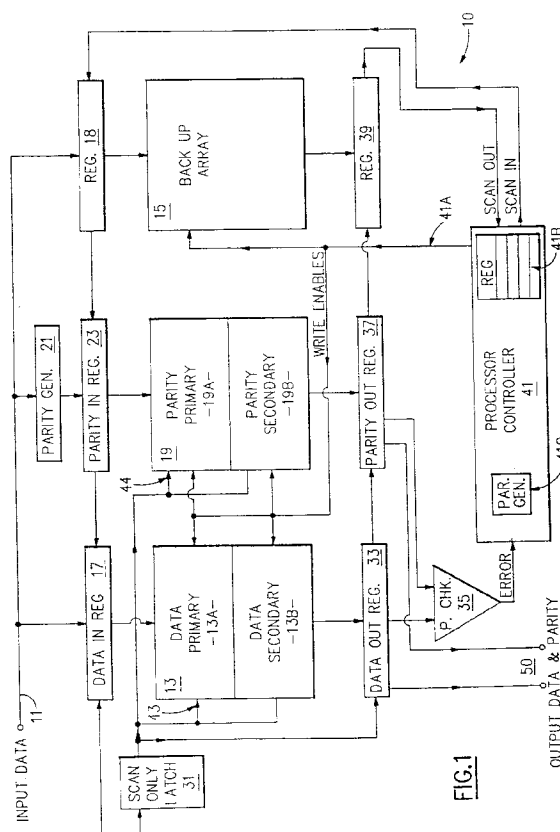 INPUT DATA
11
10
PARITY GEN. 21
REG. 18
DATA IN REG 17
PARITY IN REG. 23
15
BACK UP
ARRAY
44
43
13
DATA
PRIMARY
-13A-
DATA
SECONDARY
-13B-
19
PARITY
PRIMARY
-19A-
PARITY
SECONDARY
-19B-
SCAN
ONLY
LATCH
31
WRITE ENABLES
DATA OUT REG. 33
PARITY OUT REG. 37
REG. 39
41A
SCAN OUT
SCAN IN
P. CHK.
35
ERROR
PAR.
GEN.
41C
PROCESSOR
CONTROLLER
41
REG
41B
50
OUTPUT DATA & PARITY
FIG.1